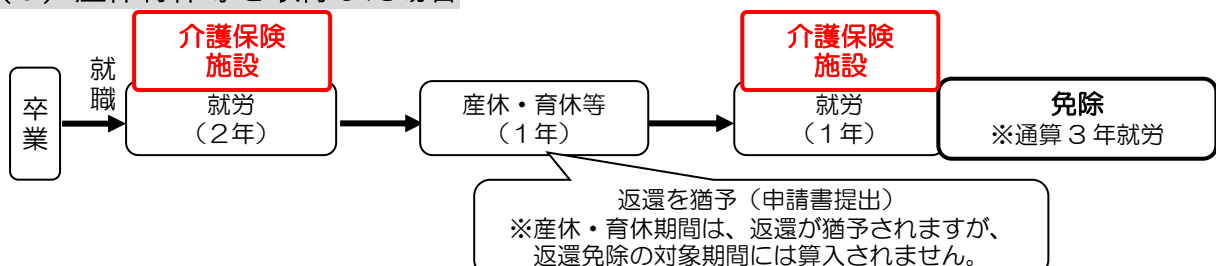 介護保険
施設
介護保険
施設
卒業
就職
就労
（２年）
産休・育休等
（１年）
就労
（１年）
免除
※通算３年就労
返還を猶予（申請書提出）
※産休・育休期間は、返還が猶予されますが、
返還免除の対象期間には算入されません。